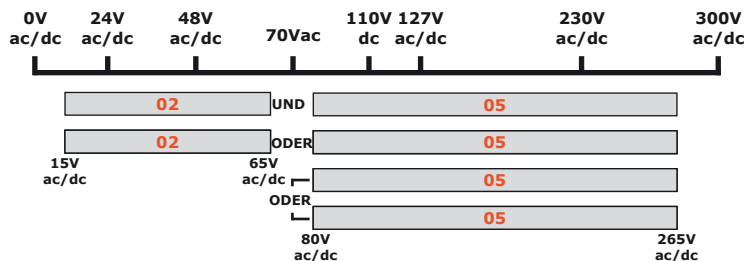 0V 24V 48V 70Vac 110V 127V 230V 300V
ac/dc ac/dc ac/dc dc ac/dc ac/dc ac/dc
02 UND 05
02 ODER 05
15V 65V
ac/dc ac/dc
05
ODER
05
80V 265V
ac/dc ac/dc